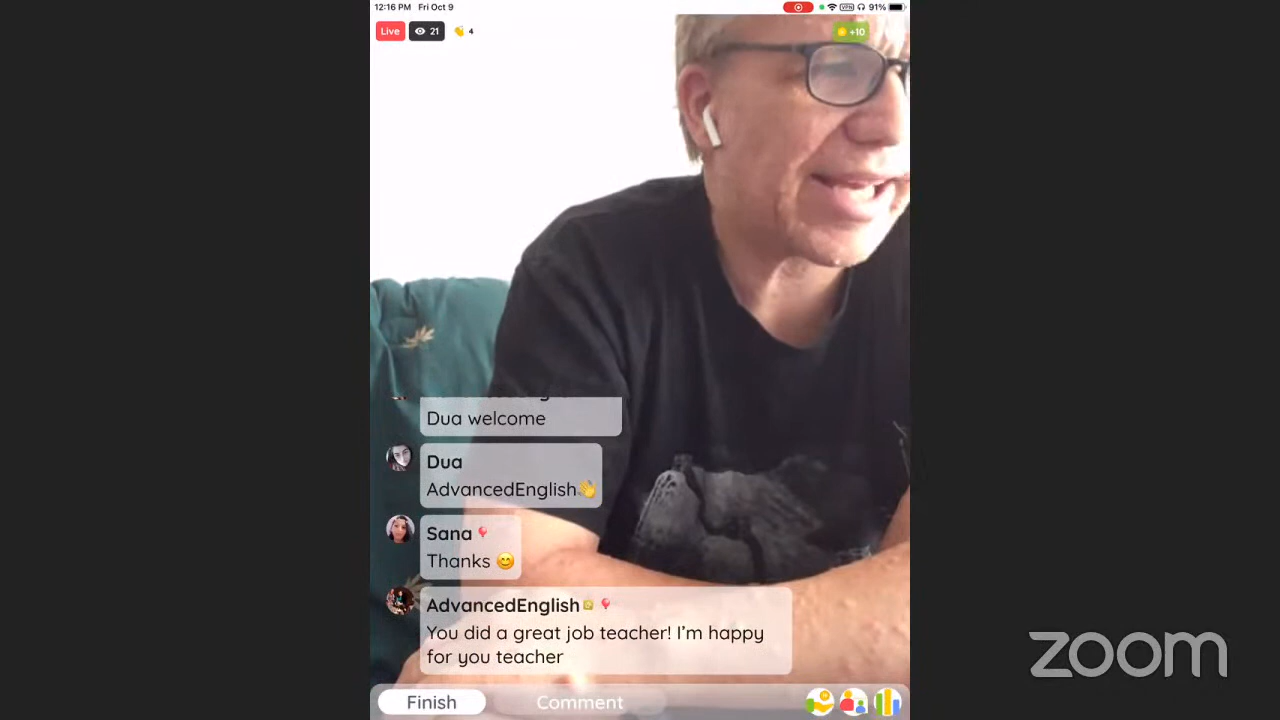 12:16 PM Fri Oct 9
VPN 91%
Live 21 4 +10
Dua welcome
Dua
AdvancedEnglish👋
Sana
Thanks 😊
AdvancedEnglish
You did a great job teacher! I'm happy
for you teacher
Finish Comment
zoom